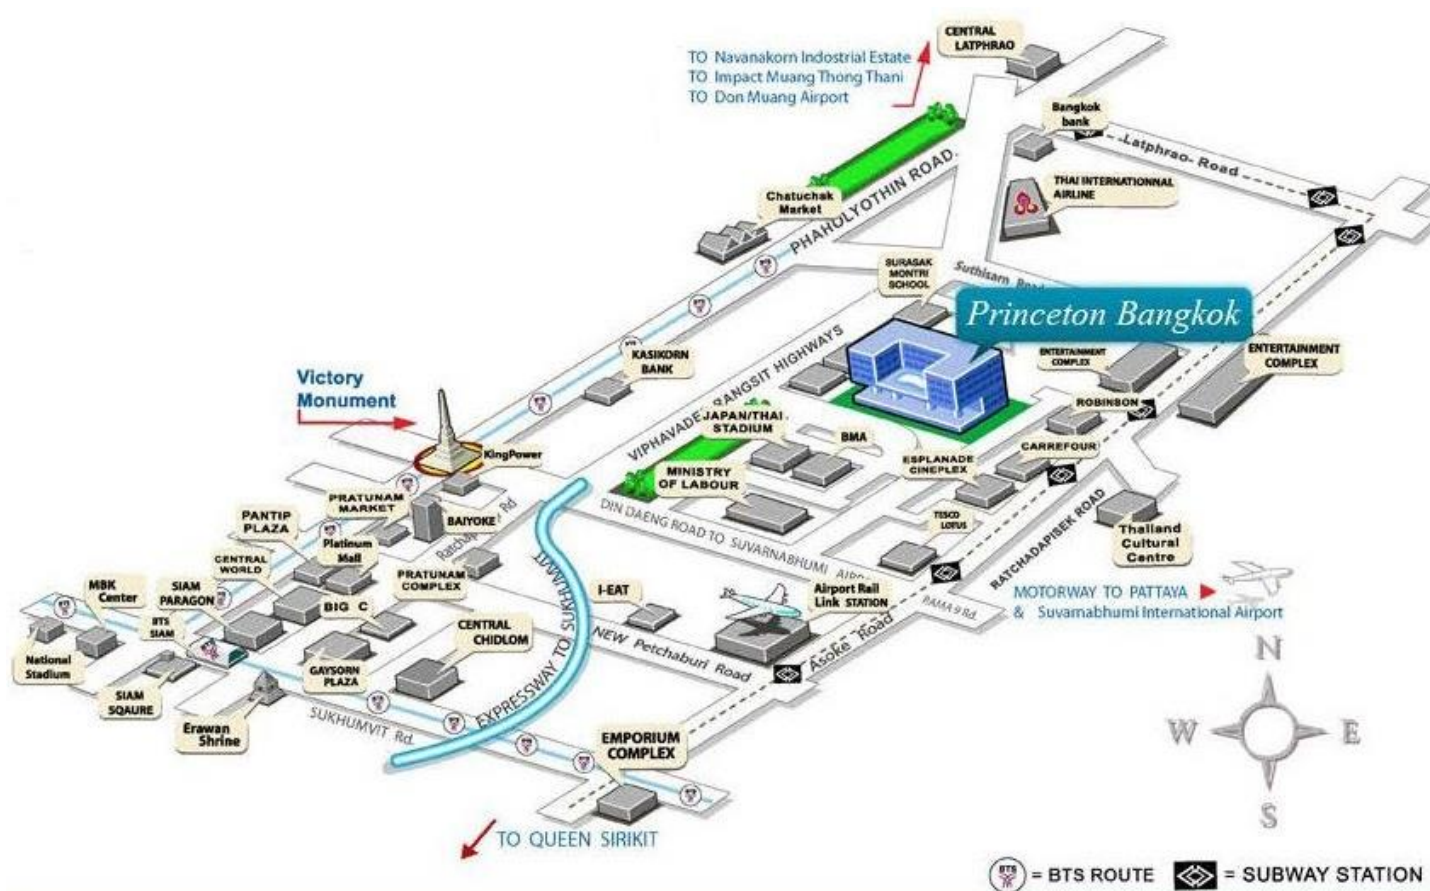 CENTRAL
LATPHRAO
TO Navanakorn Indostrial Estate
TO Impact Muang Thong Thani
TO Don Muang Airport
Bangkok
bank
Latphrao Road
THAI INTERNATIONNAL
AIRLINE
Chatuchak
Market
PHAHOLYOTHIN ROAD.
SURASAK
MONTRI
SCHOOL
Suthisarn
Princeton Bangkok
VIPHAVADE RANGSIT HIGHWAYS
KASIKORN
BANK
ENTERTAINMENT
COMPLEX
ENTERTAINMENT
COMPLEX
Victory
Monument
ROBINSON
JAPAN/THAI
STADIUM
BMA
CARREFOUR
ESPLANADE
CINEPLEX
KingPower
MINISTRY
OF LABOUR
PRATUNAM
MARKET
BAIYOKE
Rd
PANTIP
PLAZA
DIN DAENG ROAD TO SUVARNABHUMI
TESCO
LOTUS
RATCHADAPISEK ROAD
Thalland
Cultural
Centre
Platinum
Mall
CENTRAL
WORLD
PRATUNAM
COMPLEX
EXPRESSWAY TO SUKHUMMIT
MBK
Center
SIAM
PARAGON
BIG C
I-EAT
Airport Rail
Link STATION
RAMA 9 Rd.
MOTORWAY TO PATTAYA
& Suvarnabhumi International Airport
BTS
SIAM
CENTRAL
CHIDLOM
NEW Petchaburi Road
Asoke Road
National
Stadium
GAYSORN
PLAZA
SIAM
SQAURE
Erawan
Shrine
SUKHUMVIT Rd.
EMPORIUM
COMPLEX
N
W
E
S
TO QUEEN SIRIKIT
BTS = BTS ROUTE
= SUBWAY STATION